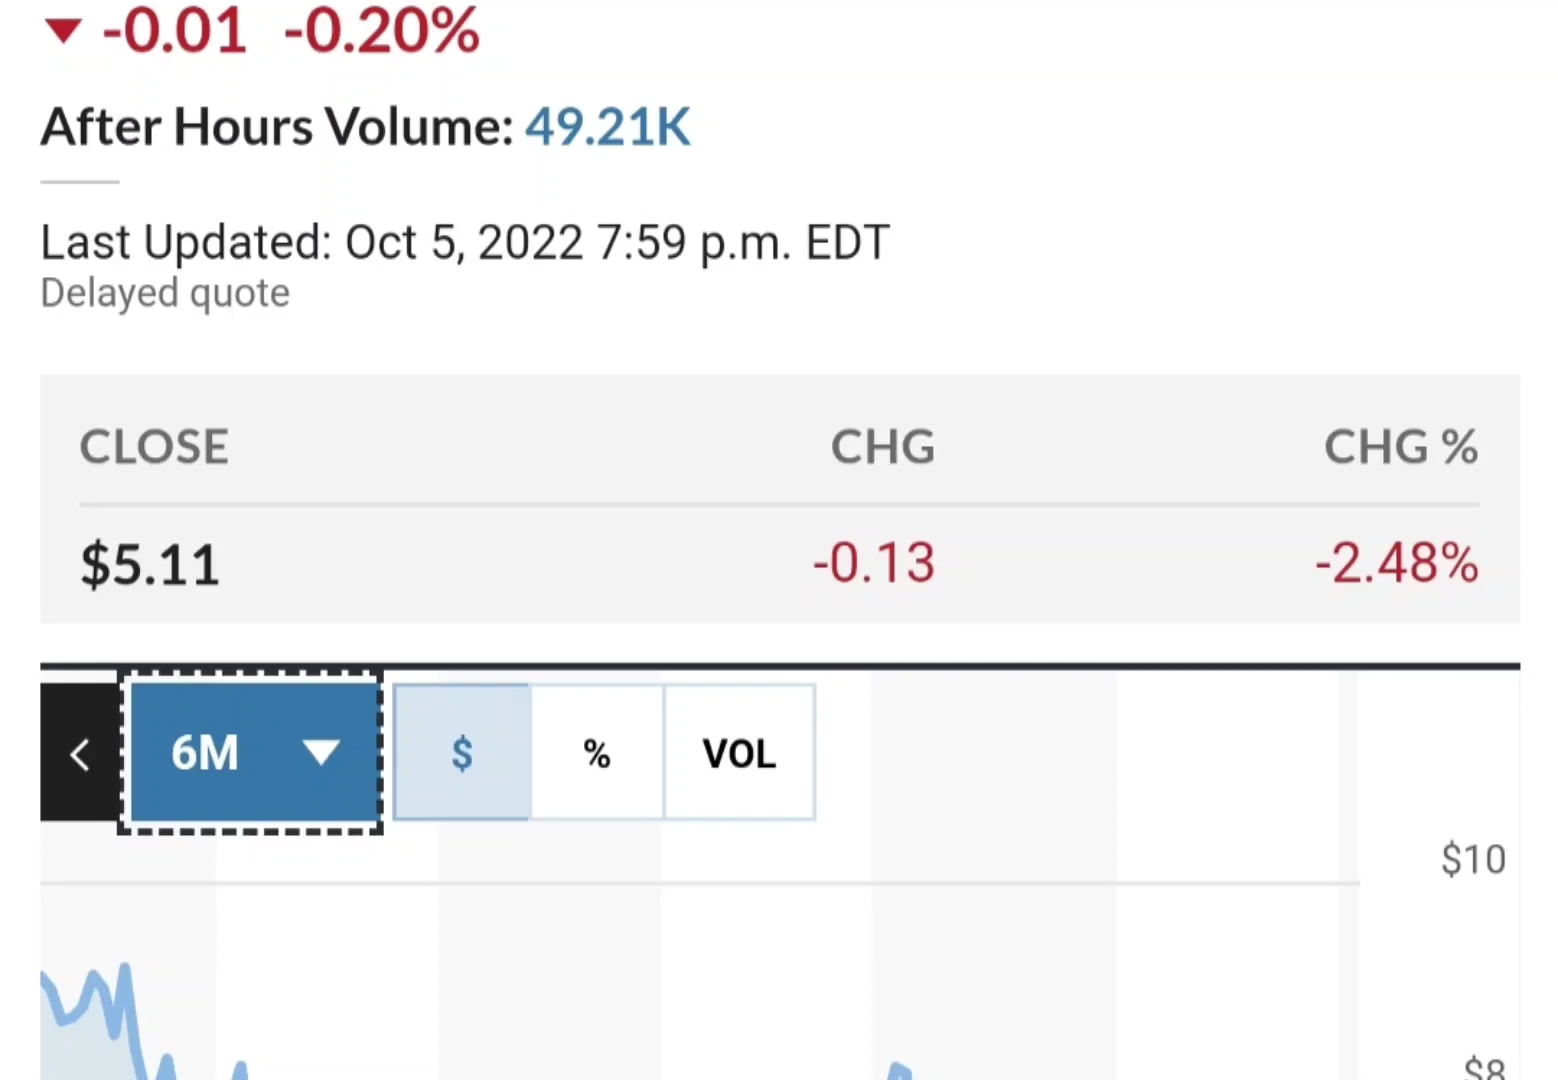 -0.01 -0.20%
After Hours Volume: 49.21K
Last Updated: Oct 5, 2022 7:59 p.m. EDT
Delayed quote
CLOSE CHG CHG %
$5.11 -0.13 -2.48%
6M $ % VOL
$10
$8